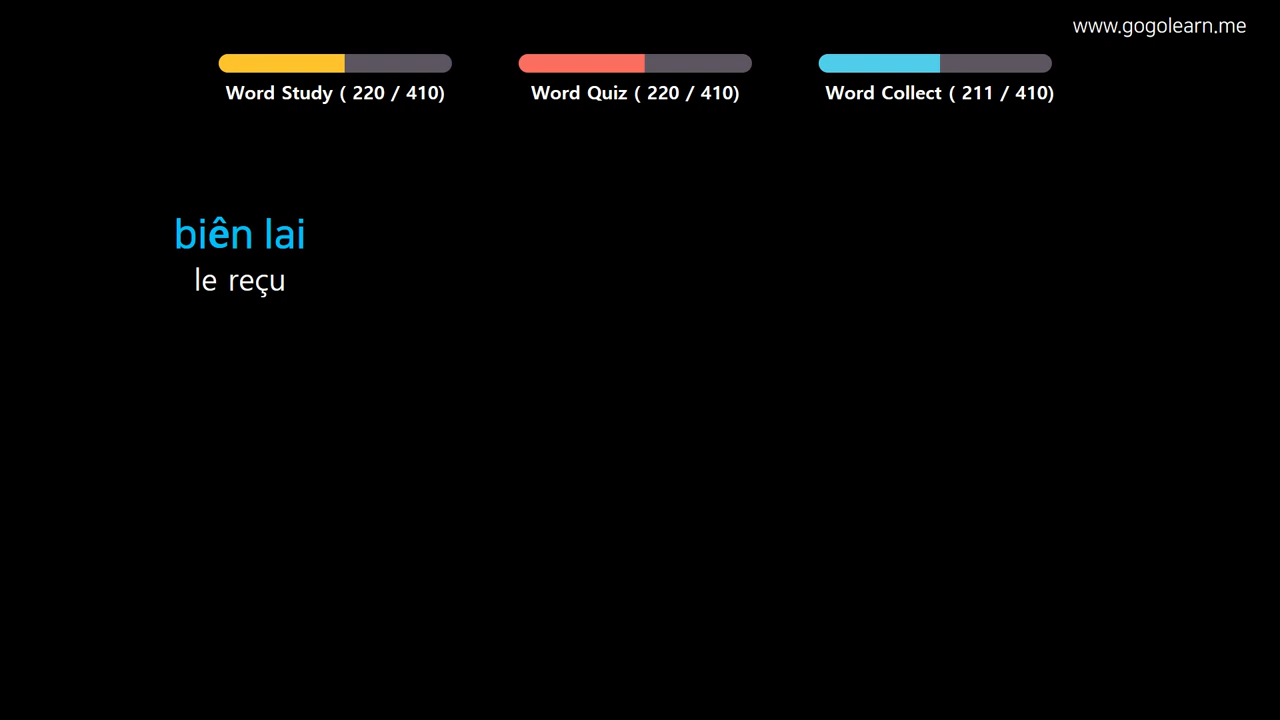 www.gogolearn.me
Word Study ( 220 / 410)
Word Quiz ( 220 / 410)
Word Collect ( 211 / 410)
biên lai
le reçu